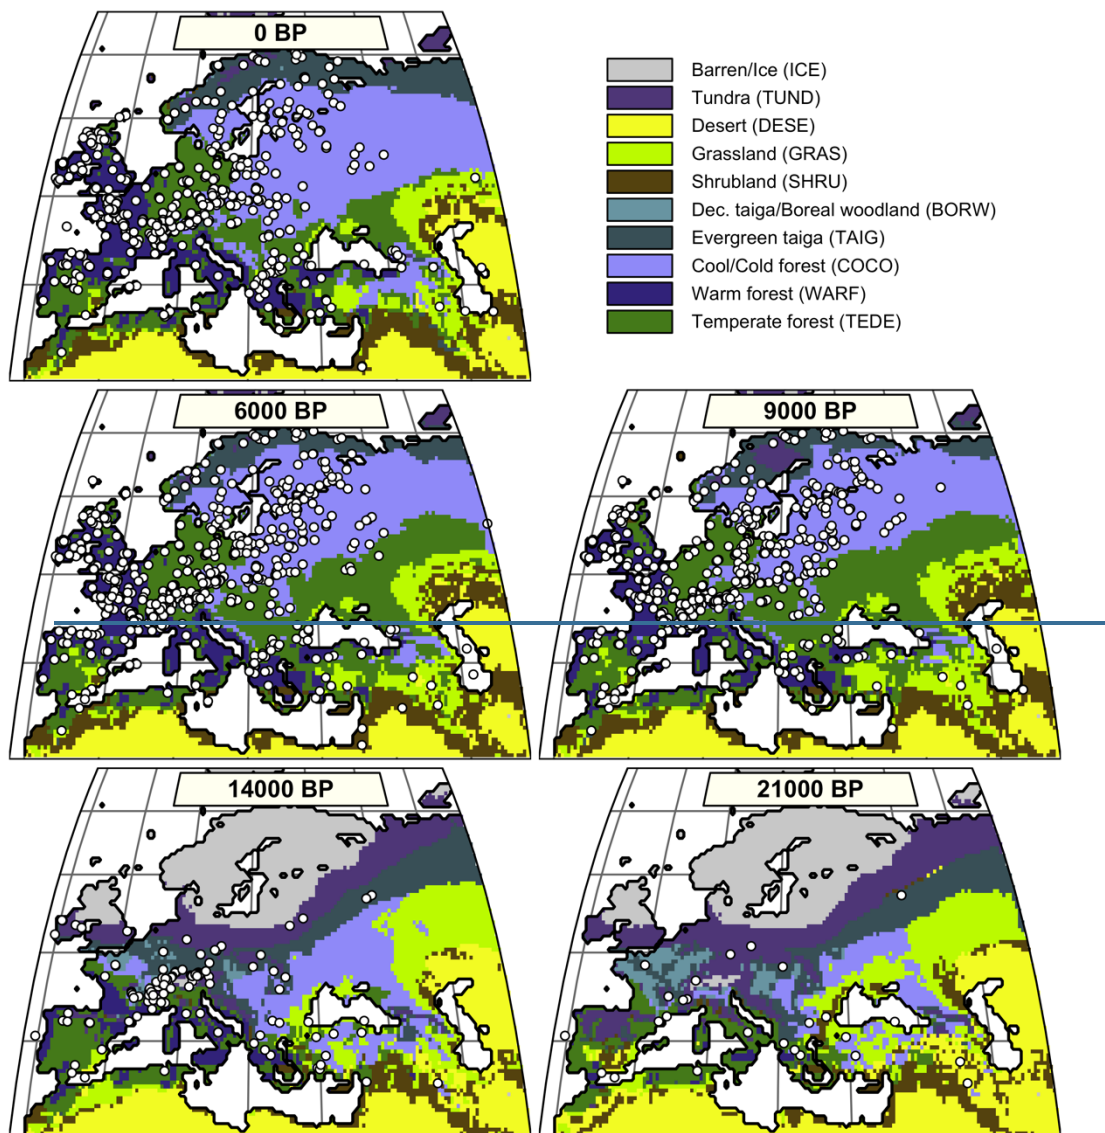 0 BP
Barren/Ice (ICE)
Tundra (TUND)
Desert (DESE)
Grassland (GRAS)
Shrubland (SHRU)
Dec. taiga/Boreal woodland (BORW)
Evergreen taiga (TAIG)
Cool/Cold forest (COCO)
Warm forest (WARF)
Temperate forest (TEDE)
6000 BP
9000 BP
14000 BP
21000 BP